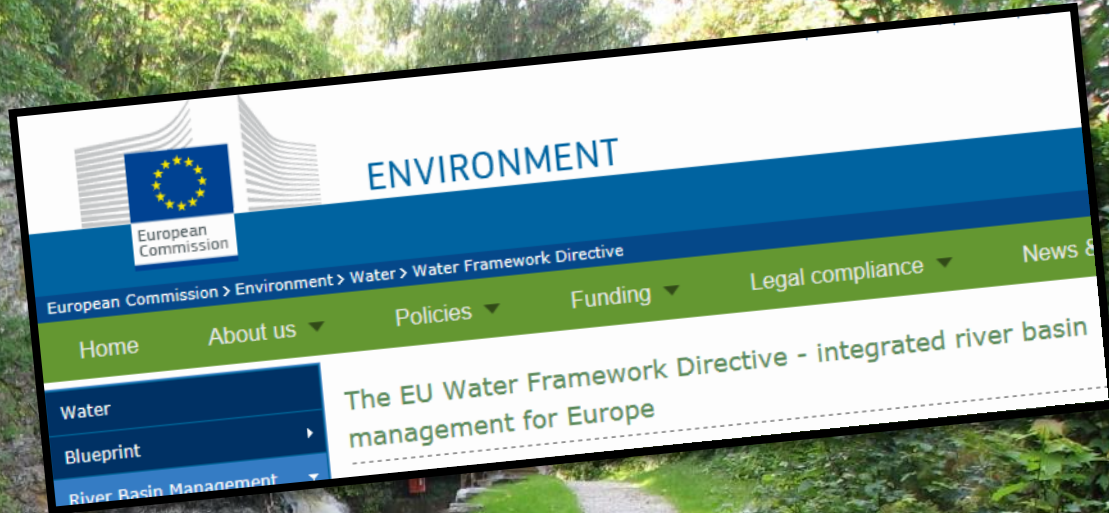 ENVIRONMENT
European
Commission
European Commission > Environment > Water > Water Framework Directive
Home About us Policies Funding Legal compliance News &
Water
Blueprint
River Basin Management
The EU Water Framework Directive - integrated river basin
management for Europe